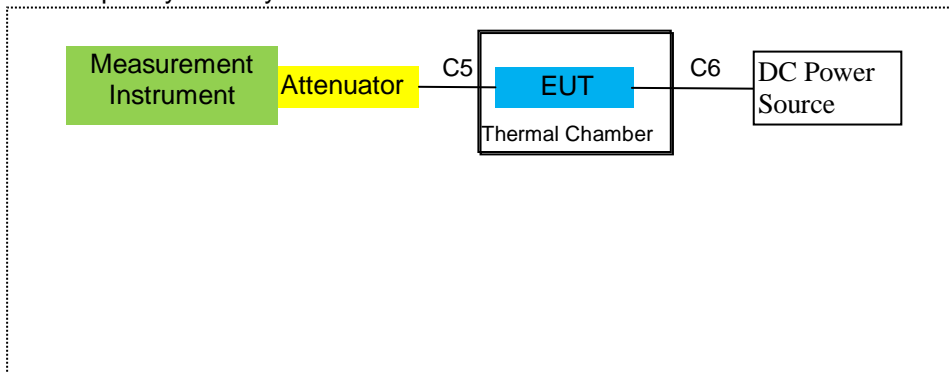 Measurement
Instrument
Attenuator
C5
EUT
Thermal Chamber
C6
DC Power
Source